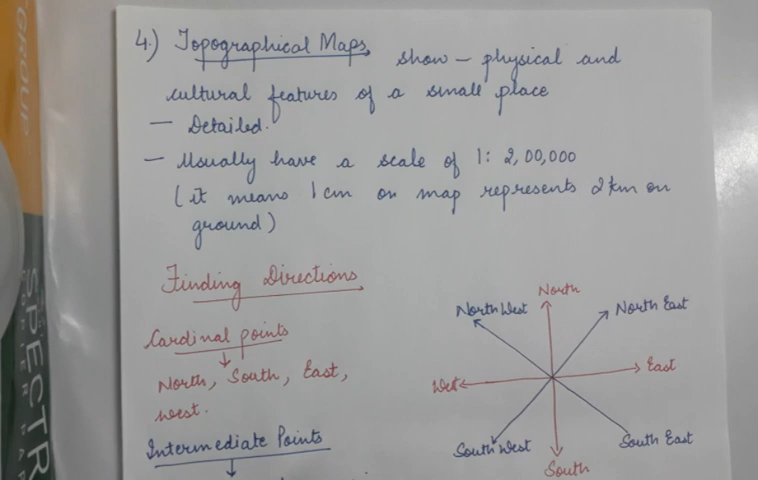 4.) Topographical Maps show – physical and
cultural features of a small place
– Detailed.
– Usually have a scale of 1: 2,00,000
(it means 1 cm on map represents 2 km on
ground)
Finding Directions
Cardinal points
North, South, East,
west.
Intermediate Points
North
North West
North East
West
East
South West
South East
South
GROUP
SPECTR